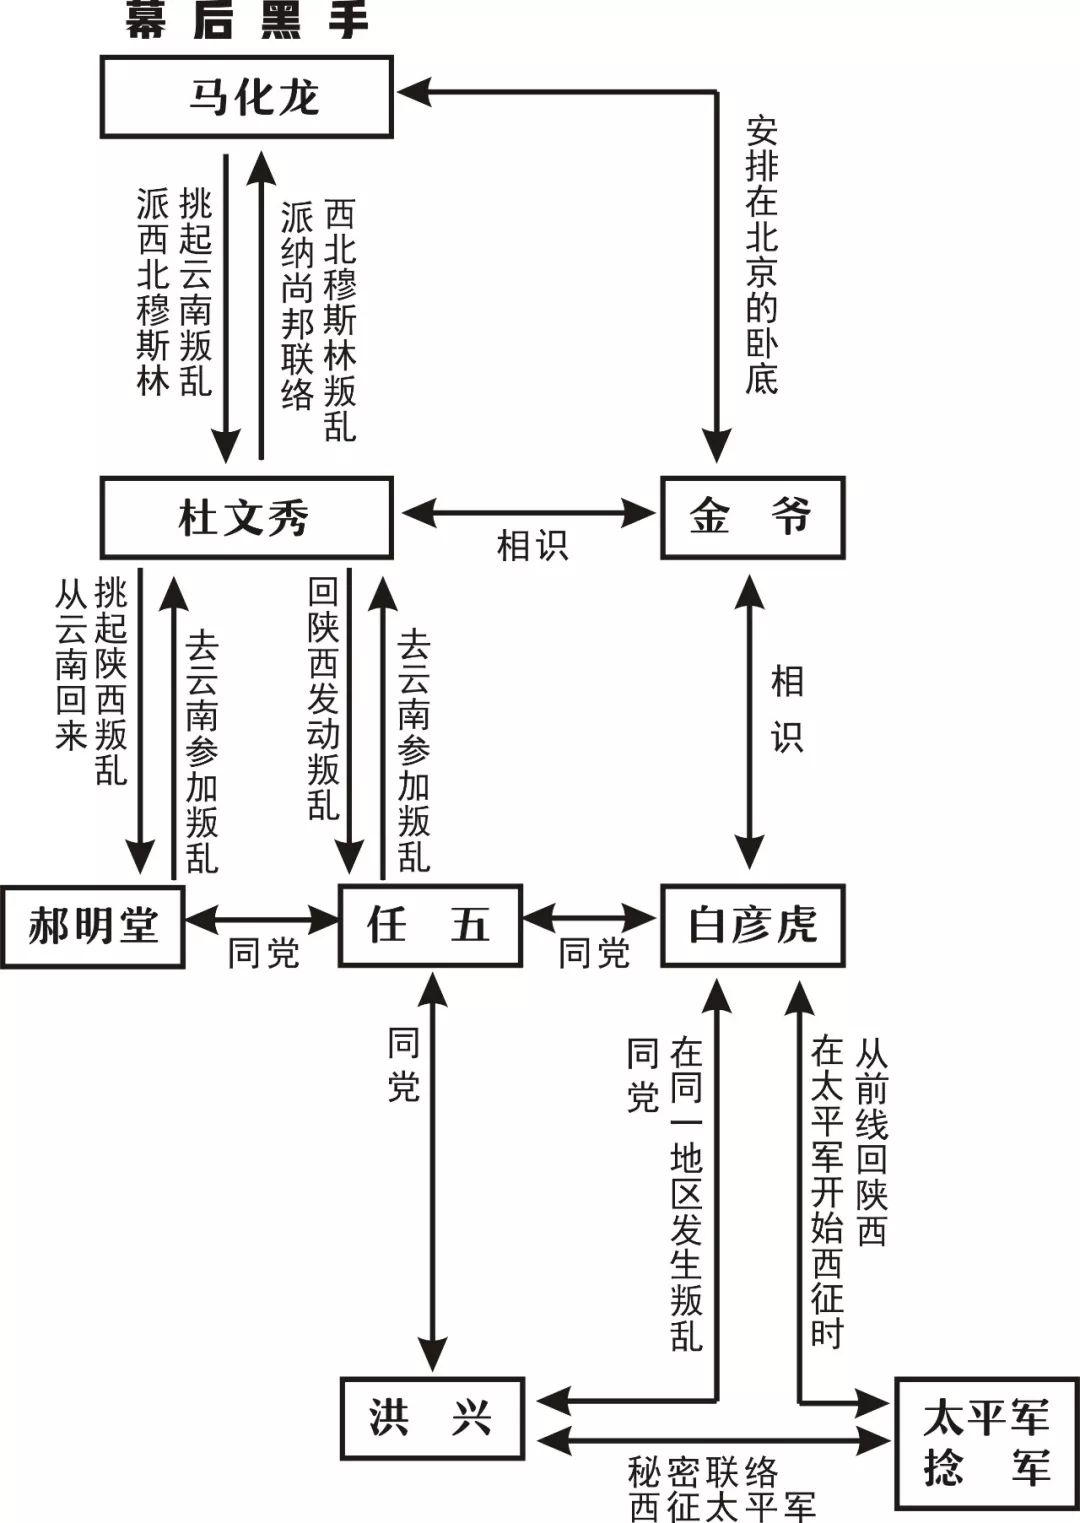 幕后黑手
马化龙
派西北穆斯林
挑起云南叛乱
派纳尚邦联络
西北穆斯林叛乱
安排在北京的卧底
杜文秀
相识
金爷
从云南回来
挑起陕西叛乱
去云南参加叛乱
回陕西发动叛乱
去云南参加叛乱
相识
郝明堂
同党
任五
同党
白彦虎
同党
同党
在同一地区发生叛乱
在太平军开始西征时
从前线回陕西
洪兴
秘密联络
西征太平军
太平军
捻军